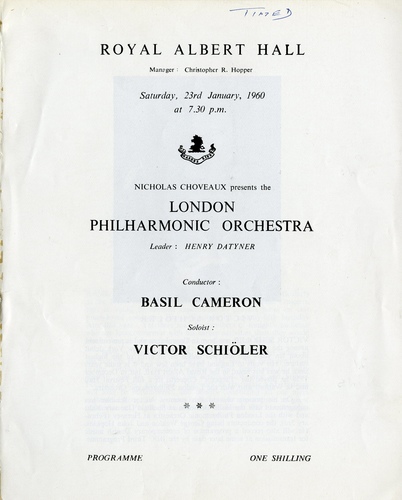 TIMED
ROYAL ALBERT HALL
Manager : Christopher R. Hopper
Saturday, 23rd January, 1960
at 7.30 p.m.
NICHOLAS CHOVEAUX presents the
LONDON
PHILHARMONIC ORCHESTRA
Leader : HENRY DATYNER
Conductor :
BASIL CAMERON
Soloist :
VICTOR SCHIÖLER
* * *
PROGRAMME ONE SHILLING